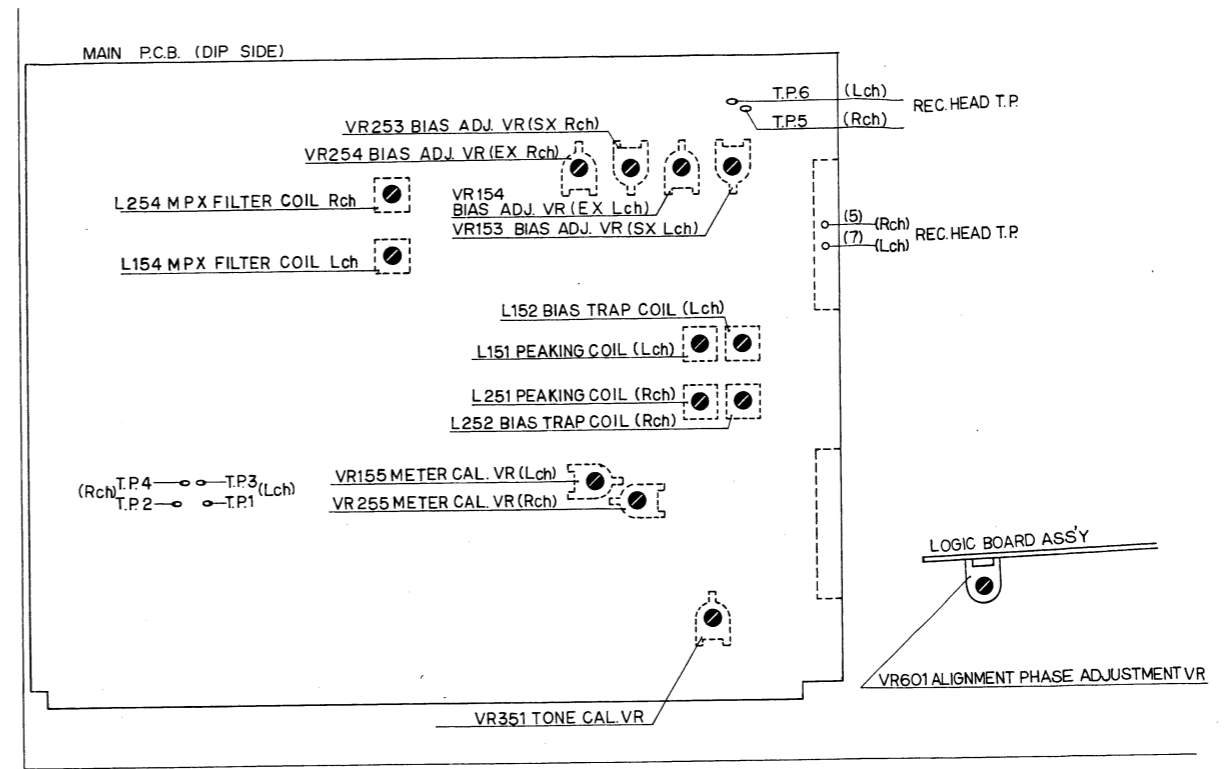 MAIN P.C.B. (DIP SIDE)
T.P.6 (Lch)
T.P.5 (Rch)
REC. HEAD T.P.
VR253 BIAS ADJ. VR (SX Rch)
VR254 BIAS ADJ. VR (EX Rch)
L254 MPX FILTER COIL Rch
VR154
BIAS ADJ. VR (EX Lch)
VR153 BIAS ADJ. VR (SX Lch)
(5) (Rch)
(7) (Lch)
REC. HEAD T.P.
L154 MPX FILTER COIL Lch
L152 BIAS TRAP COIL (Lch)
L151 PEAKING COIL (Lch)
L251 PEAKING COIL (Rch)
L252 BIAS TRAP COIL (Rch)
(Rch) T.P.4 T.P.3 (Lch)
T.P.2 T.P.1
VR155 METER CAL. VR (Lch)
VR255 METER CAL. VR (Rch)
LOGIC BOARD ASS'Y
VR601 ALIGNMENT PHASE ADJUSTMENT VR
VR351 TONE CAL. VR